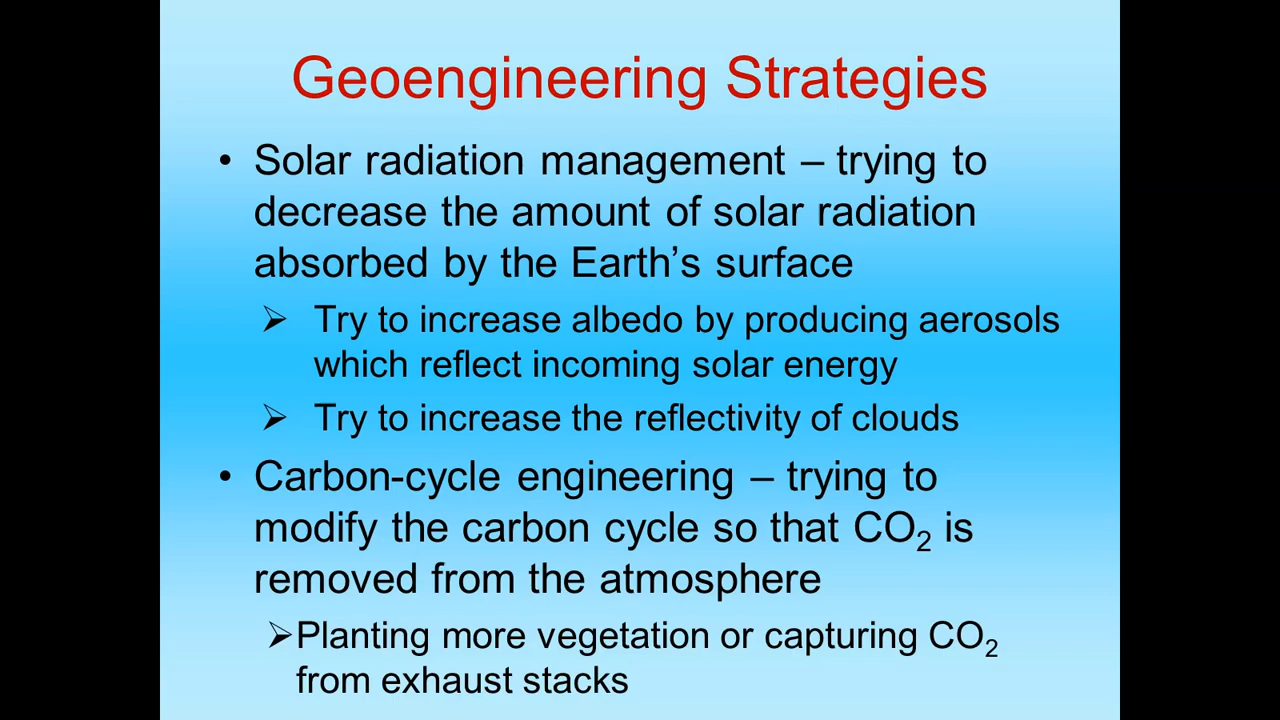 Geoengineering Strategies
• Solar radiation management – trying to
decrease the amount of solar radiation
absorbed by the Earth’s surface
➢ Try to increase albedo by producing aerosols
which reflect incoming solar energy
➢ Try to increase the reflectivity of clouds
• Carbon-cycle engineering – trying to
modify the carbon cycle so that CO₂ is
removed from the atmosphere
➢Planting more vegetation or capturing CO₂
from exhaust stacks